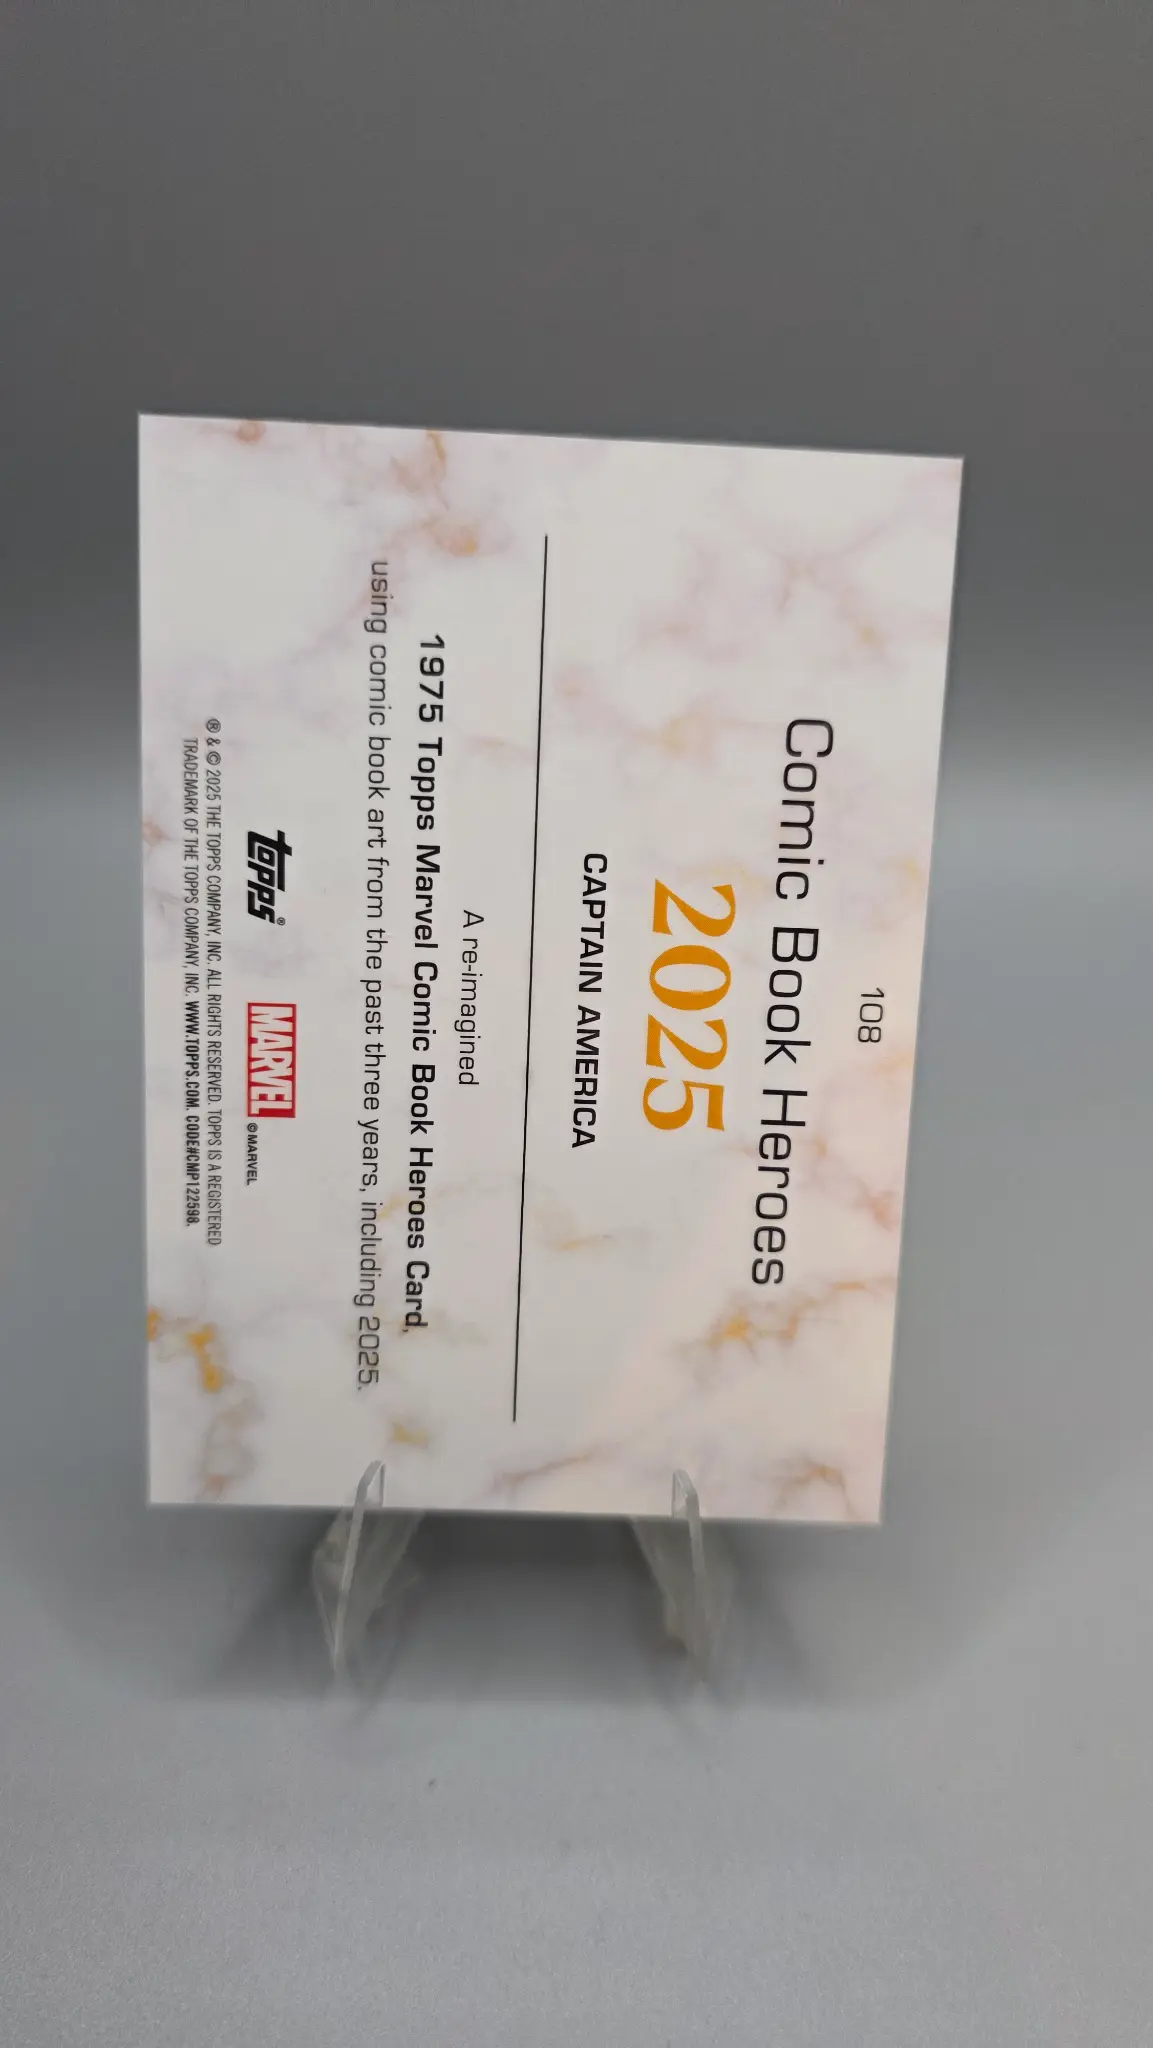 108
Comic Book Heroes
2025
CAPTAIN AMERICA
A re-imagined
1975 Topps Marvel Comic Book Heroes Card,
using comic book art from the past three years, including 2025.
topps® MARVEL ©MARVEL
® & © 2025 THE TOPPS COMPANY, INC. ALL RIGHTS RESERVED. TOPPS IS A REGISTERED
TRADEMARK OF THE TOPPS COMPANY, INC. WWW.TOPPS.COM. CODE#CMP122598.